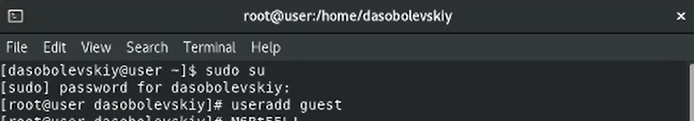 root@user:/home/dasobolevskiy
File Edit View Search Terminal Help
[dasobolevskiy@user ~]$ sudo su
[sudo] password for dasobolevskiy:
[root@user dasobolevskiy]# useradd guest
[root@user dasobolevskiy]#